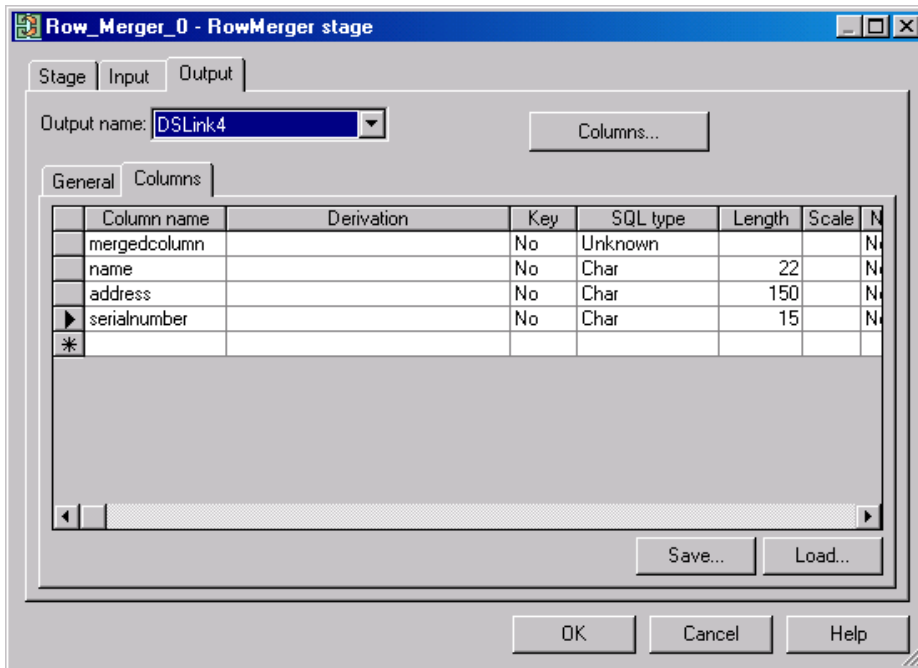 Row_Merger_0 - RowMerger stage
Stage Input Output
Output name: DSLink4 Columns...
General Columns
Column name Derivation Key SQL type Length Scale N
mergedcolumn No Unknown
name No Char 22
address No Char 150
serialnumber No Char 15
Save... Load...
OK Cancel Help